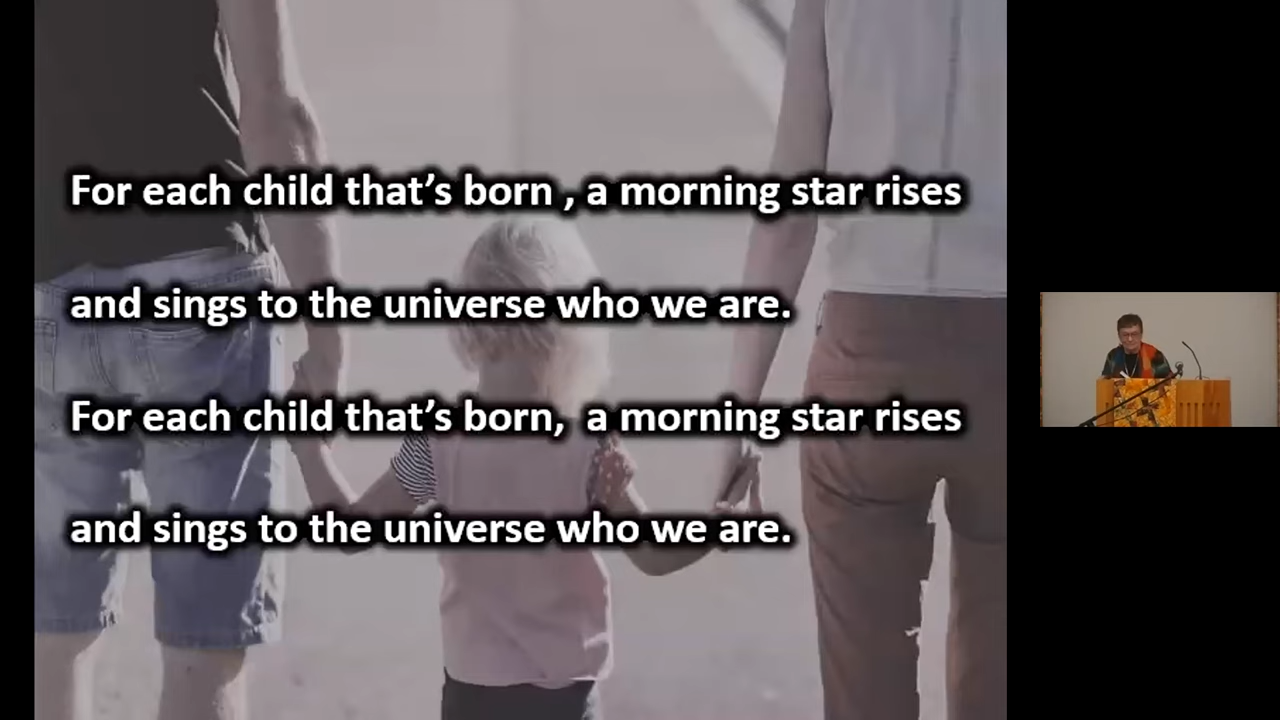 For each child that’s born , a morning star rises
and sings to the universe who we are.
For each child that’s born,  a morning star rises
and sings to the universe who we are.